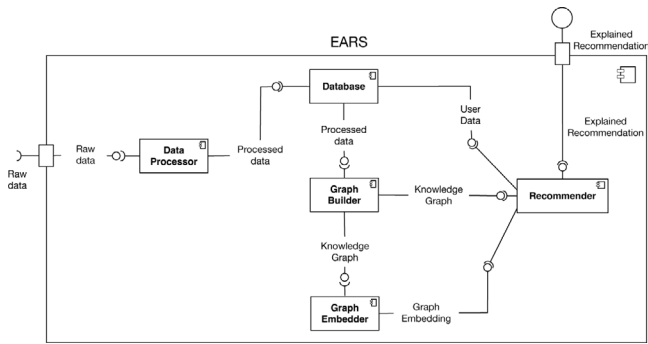 Explained
Recommendation
EARS
Explained
Recommendation
Database
User
Data
Processed
data
Raw
data
Data
Processor
Processed
data
Raw
data
Graph
Builder
Knowledge
Graph
Recommender
Knowledge
Graph
Graph
Embedder
Graph
Embedding